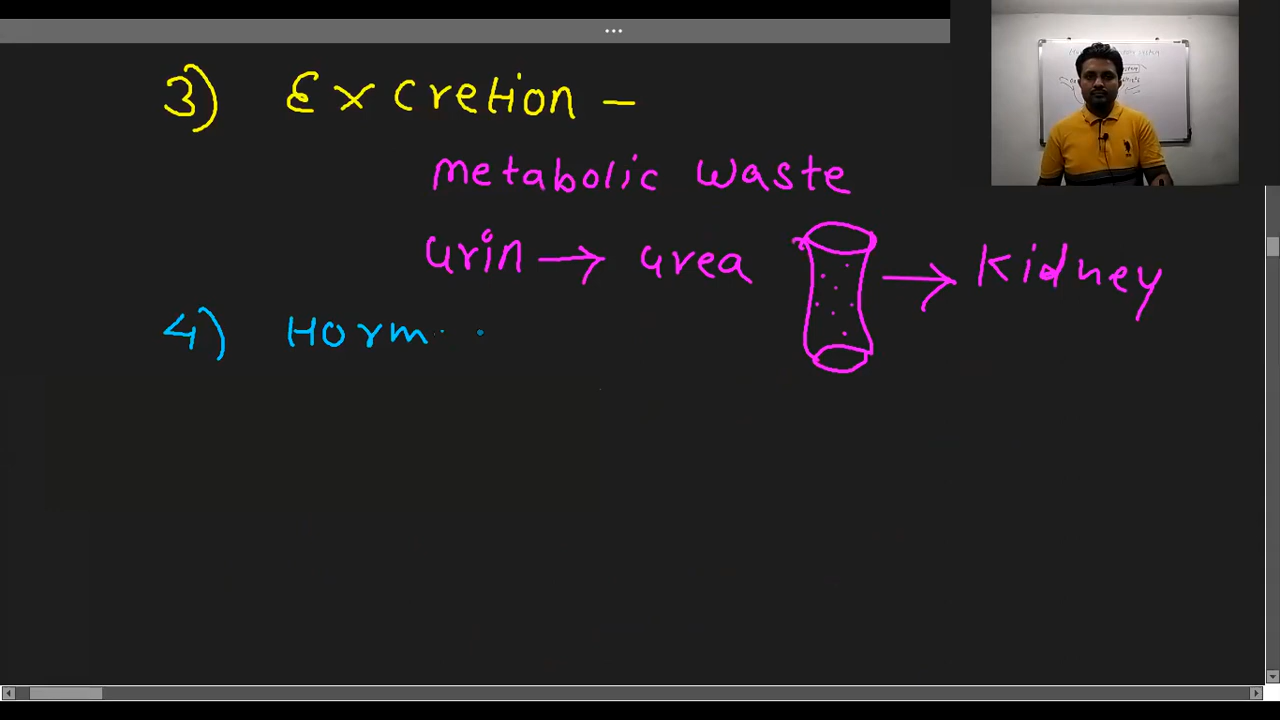 3) Excretion -
metabolic waste
urin → urea → Kidney
4) Horm